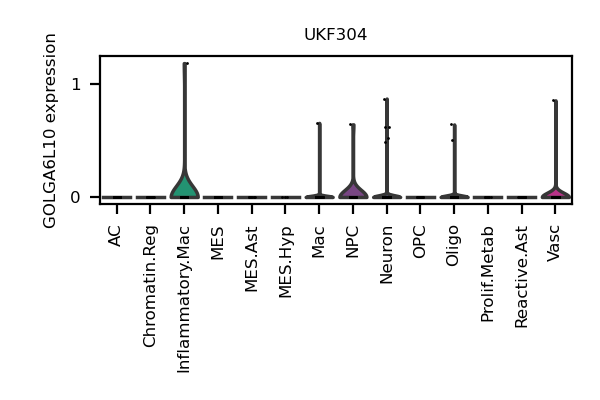 UKF304
GOLGA6L10 expression
1
0
AC
Chromatin.Reg
Inflammatory.Mac
MES
MES.Ast
MES.Hyp
Mac
NPC
Neuron
OPC
Oligo
Prolif.Metab
Reactive.Ast
Vasc